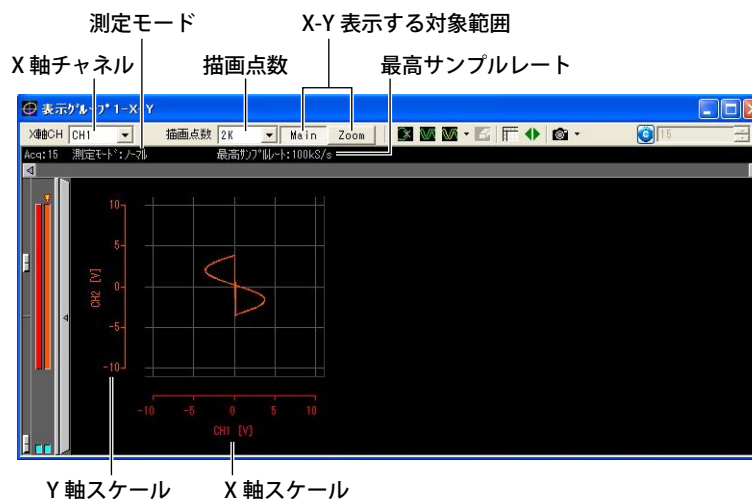 測定モード
X-Y 表示する対象範囲
X 軸チャネル
描画点数
最高サンプルレート
表示グループ 1-X-Y
X軸CH CH1 描画点数 2K Main Zoom C 15
Acq:15 測定モード:ノーマル 最高サンプルレート:100kS/s
10
5
0
-5
-10
CH2 [V]
-10 -5 0 5 10
CH1 [V]
Y 軸スケール
X 軸スケール